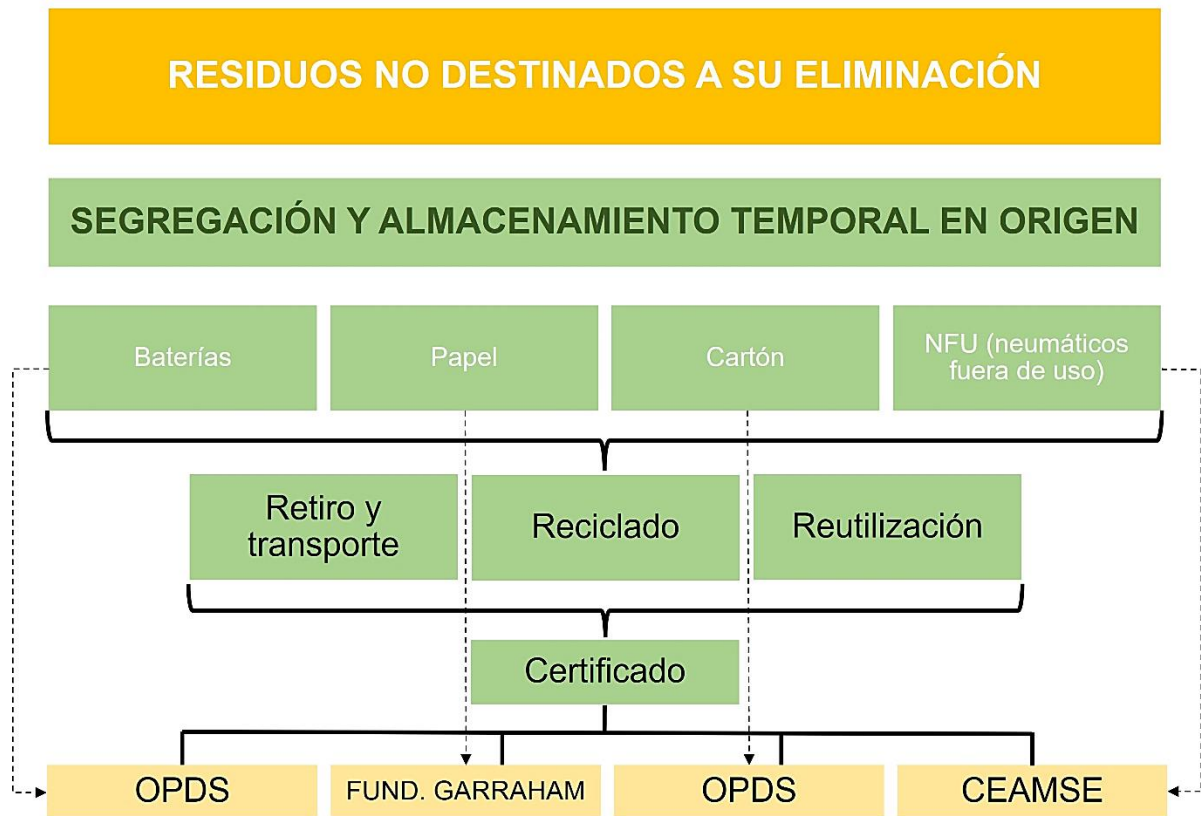 RESIDUOS NO DESTINADOS A SU ELIMINACIÓN
SEGREGACIÓN Y ALMACENAMIENTO TEMPORAL EN ORIGEN
Baterías
Papel
Cartón
NFU (neumáticos
fuera de uso)
Retiro y
transporte
Reciclado
Reutilización
Certificado
OPDS
FUND. GARRAHAM
OPDS
CEAMSE